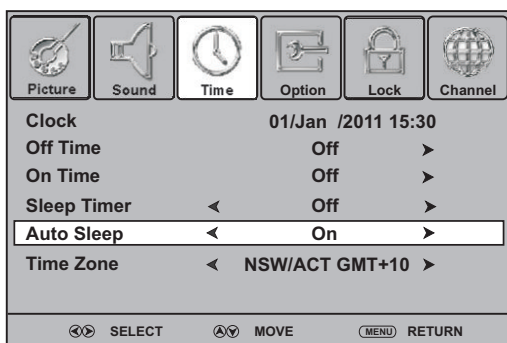 Picture Sound Time Option Lock Channel
Clock 01/Jan /2011 15:30
Off Time Off
On Time Off
Sleep Timer Off
Auto Sleep On
Time Zone NSW/ACT GMT+10
SELECT MOVE MENU RETURN